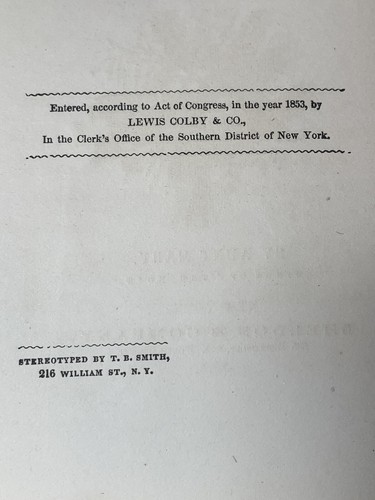 Entered, according to Act of Congress, in the year 1853, by
LEWIS COLBY & CO.,
In the Clerk's Office of the Southern District of New York.
STEREOTYPED BY T. B. SMITH,
216 WILLIAM ST., N. Y.